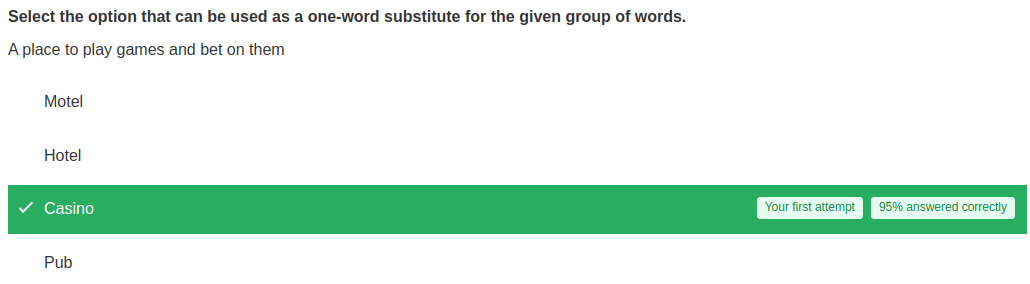 Select the option that can be used as a one-word substitute for the given group of words.
A place to play games and bet on them
Motel
Hotel
Casino Your first attempt 95% answered correctly
Pub